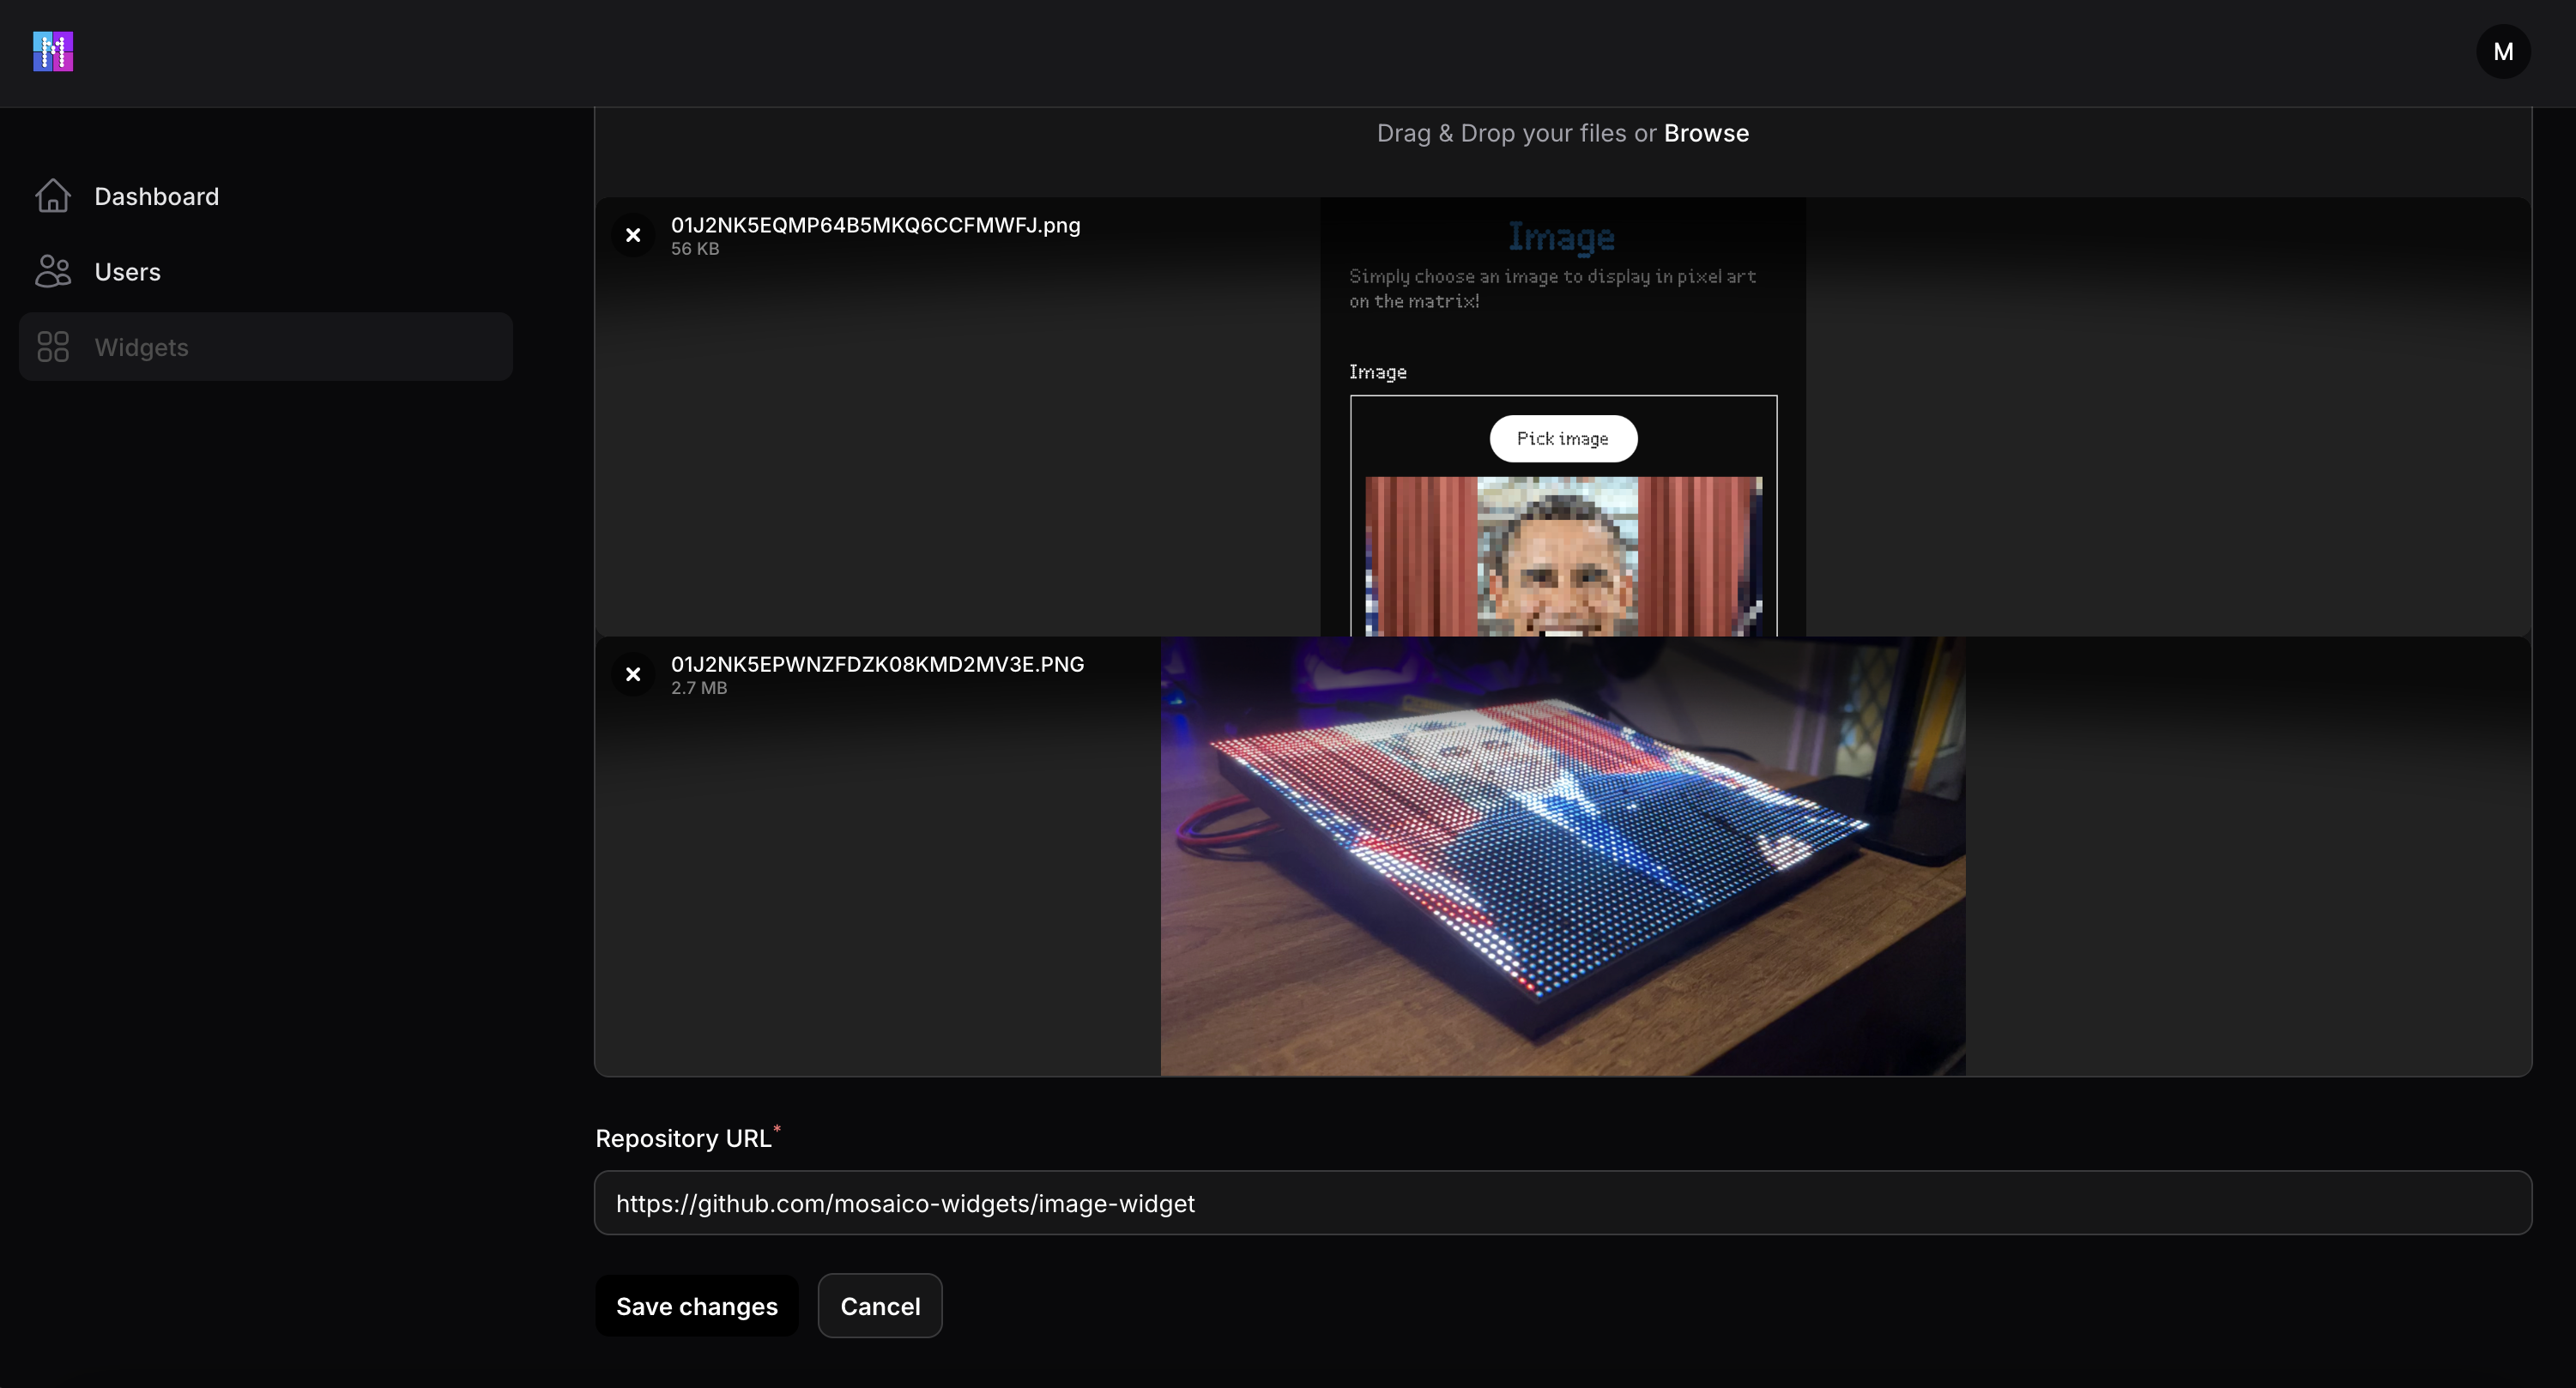 M
M
Dashboard
Users
Widgets
Drag & Drop your files or Browse
01J2NK5EQMP64B5MKQ6CCFMWFJ.png
56 KB
Image
Simply choose an image to display in pixel art
on the matrix!
Image
Pick image
01J2NK5EPWNZFDZK08KMD2MV3E.PNG
2.7 MB
Repository URL*
https://github.com/mosaico-widgets/image-widget
Save changes
Cancel